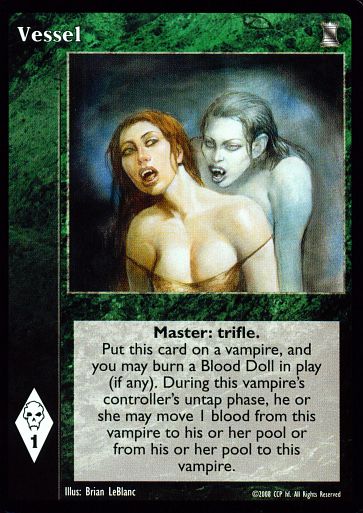 Vessel
Master: trifle.
Put this card on a vampire, and
you may burn a Blood Doll in play
(if any). During this vampire's
controller's untap phase, he or
she may move 1 blood from this
vampire to his or her pool or
from his or her pool to this
vampire.
1
Illus: Brian LeBlanc
©2008 CCP hf. All Rights Reserved